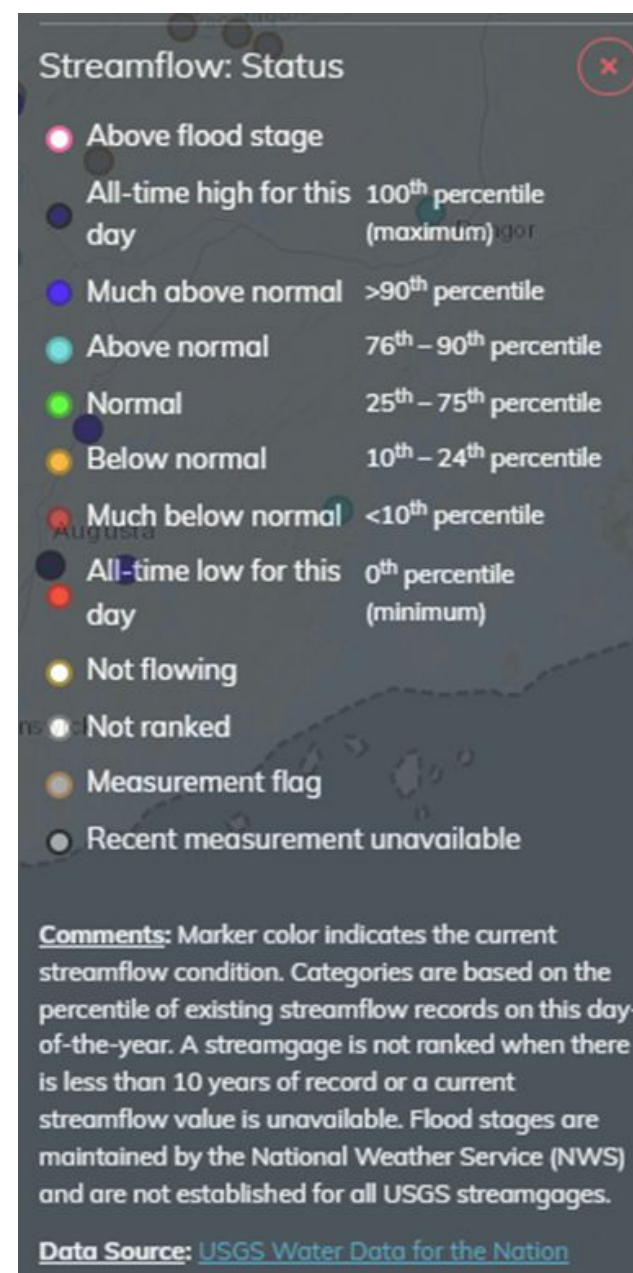 Streamflow: Status
Above flood stage
All-time high for this 100th percentile
day (maximum)
Much above normal >90th percentile
Above normal 76th – 90th percentile
Normal 25th – 75th percentile
Below normal 10th – 24th percentile
Much below normal <10th percentile
Augusta
All-time low for this 0th percentile
day (minimum)
Not flowing
Not ranked
Measurement flag
Recent measurement unavailable
Comments: Marker color indicates the current
streamflow condition. Categories are based on the
percentile of existing streamflow records on this day-
of-the-year. A streamgage is not ranked when there
is less than 10 years of record or a current
streamflow value is unavailable. Flood stages are
maintained by the National Weather Service (NWS)
and are not established for all USGS streamgages.
Data Source: USGS Water Data for the Nation